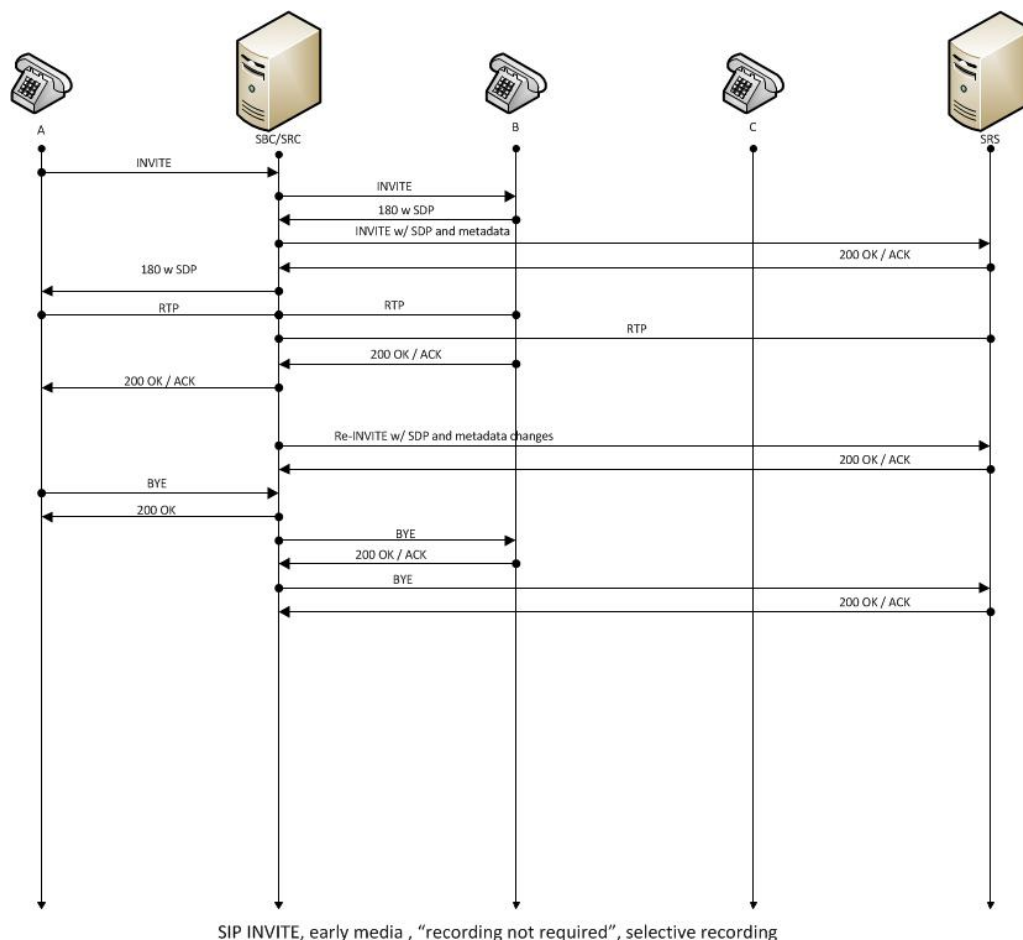 A
SBC/SRC
B
C
SRS
INVITE
INVITE
180 w SDP
INVITE w/ SDP and metadata
200 OK / ACK
180 w SDP
RTP
RTP
RTP
200 OK / ACK
200 OK / ACK
Re-INVITE w/ SDP and metadata changes
200 OK / ACK
BYE
200 OK
BYE
200 OK / ACK
BYE
200 OK / ACK
SIP INVITE, early media , “recording not required”, selective recording